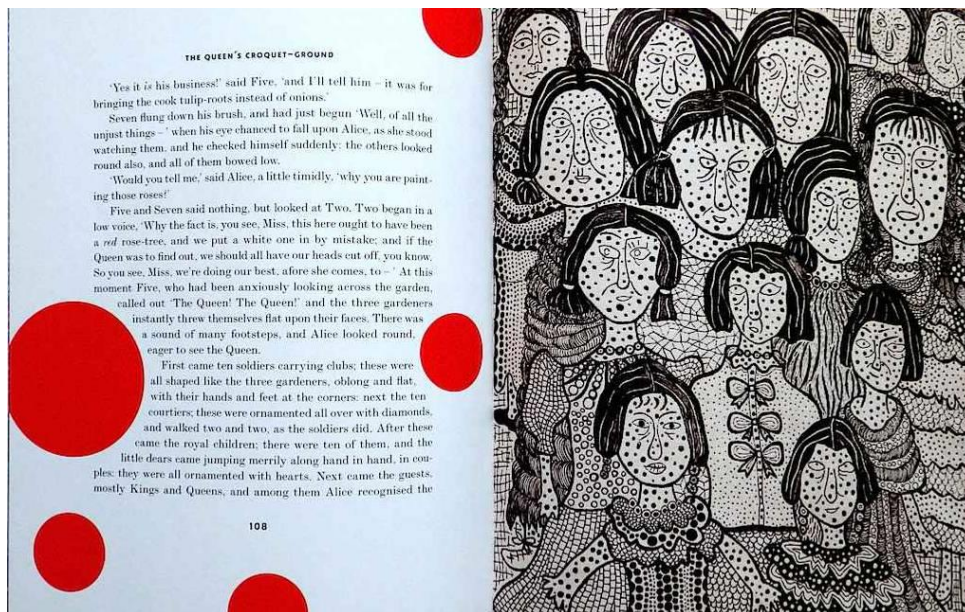 THE QUEEN'S CROQUET-GROUND
'Yes it is his business!' said Five, 'and I'll tell him – it was for
bringing the cook tulip-roots instead of onions.'
Seven flung down his brush, and had just begun 'Well, of all the
unjust things – ' when his eye chanced to fall upon Alice, as she stood
watching them, and he checked himself suddenly: the others looked
round also, and all of them bowed low.
'Would you tell me,' said Alice, a little timidly, 'why you are paint-
ing those roses?'
Five and Seven said nothing, but looked at Two. Two began in a
low voice, 'Why the fact is, you see, Miss, this here ought to have been
a red rose-tree, and we put a white one in by mistake; and if the
Queen was to find out, we should all have our heads cut off, you know.
So you see, Miss, we're doing our best, afore she comes, to – ' At this
moment Five, who had been anxiously looking across the garden,
called out 'The Queen! The Queen!' and the three gardeners
instantly threw themselves flat upon their faces. There was
a sound of many footsteps, and Alice looked round,
eager to see the Queen.
First came ten soldiers carrying clubs; these were
all shaped like the three gardeners, oblong and flat,
with their hands and feet at the corners: next the ten
courtiers; these were ornamented all over with diamonds,
and walked two and two, as the soldiers did. After these
came the royal children; there were ten of them, and the
little dears came jumping merrily along hand in hand, in cou-
ples: they were all ornamented with hearts. Next came the guests,
mostly Kings and Queens, and among them Alice recognised the
108